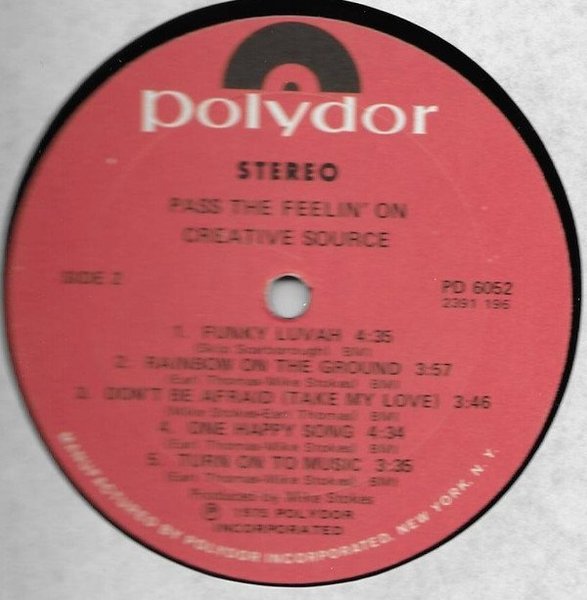 polydor
STEREO
PASS THE FEELIN' ON
CREATIVE SOURCE
SIDE 2
PD 6052
2391 196
1. FUNKY LUVAH 4:35
(Skip Scarborough) BMI
2. RAINBOW ON THE GROUND 3:57
(Earl Thomas-Mike Stokes) BMI
3. DON'T BE AFRAID (TAKE MY LOVE) 3:46
(Mike Stokes-Earl Thomas) BMI
4. ONE HAPPY SONG 4:34
(Earl Thomas-Mike Stokes) BMI
5. TURN ON TO MUSIC 3:35
(Earl Thomas-Mike Stokes) BMI
Produced by Mike Stokes
℗ 1975 POLYDOR
INCORPORATED
MANUFACTURED BY POLYDOR INCORPORATED, NEW YORK, N. Y.